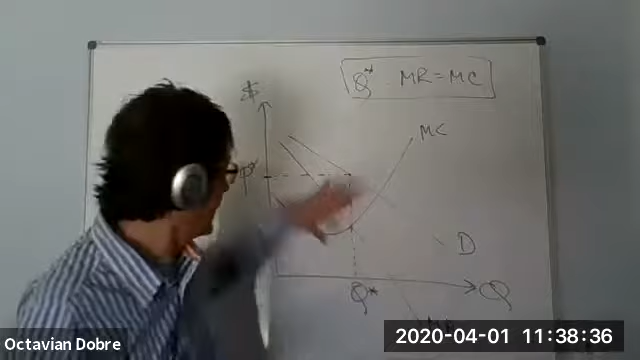 Q* MR = MC
$
MC
P*
D
Q* Q
Octavian Dobre
2020-04-01 11:38:36